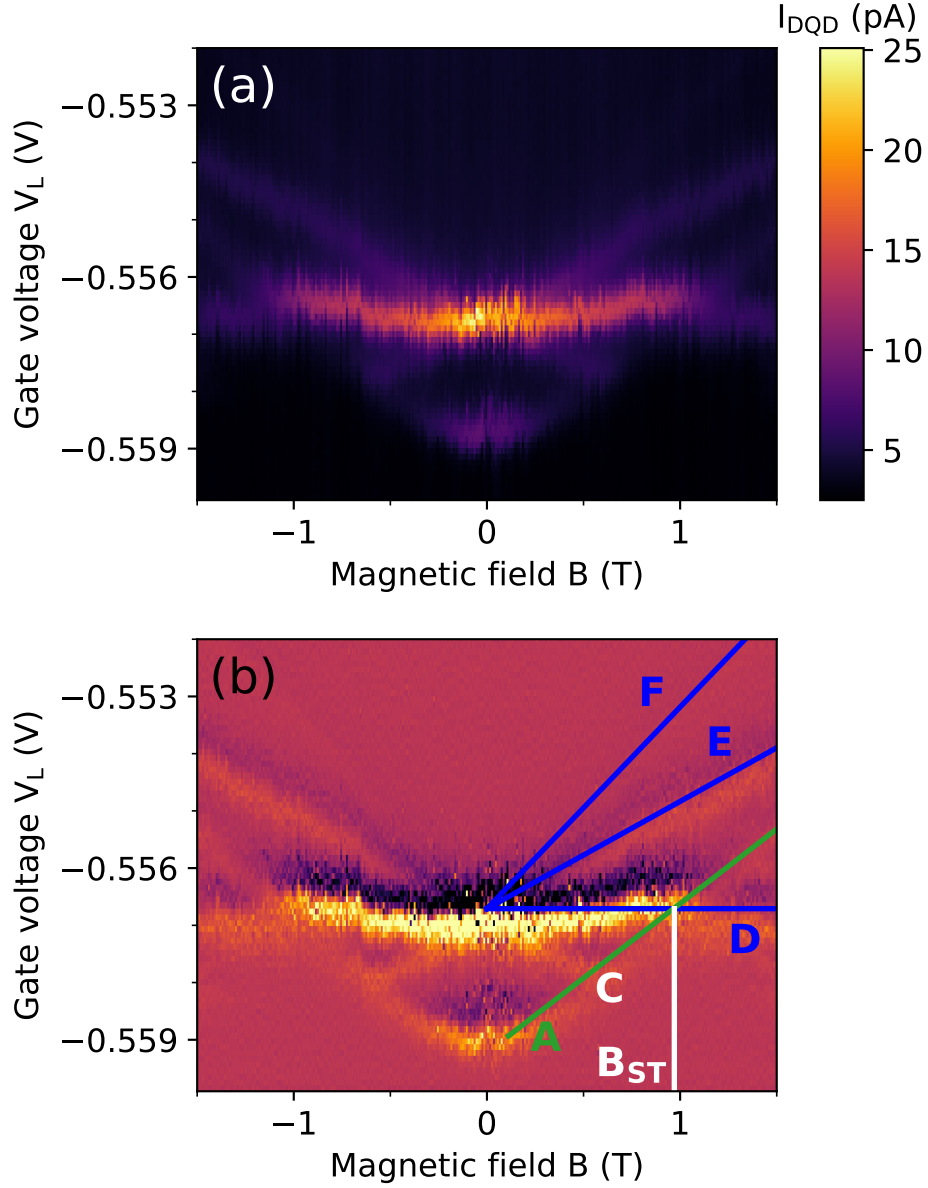 I_DQD (pA)
(a)
25
20
15
10
5
−0.553
−0.556
−0.559
Gate voltage V_L (V)
−1
0
1
Magnetic field B (T)
(b)
F
E
D
C
A
B_ST
−0.553
−0.556
−0.559
Gate voltage V_L (V)
−1
0
1
Magnetic field B (T)